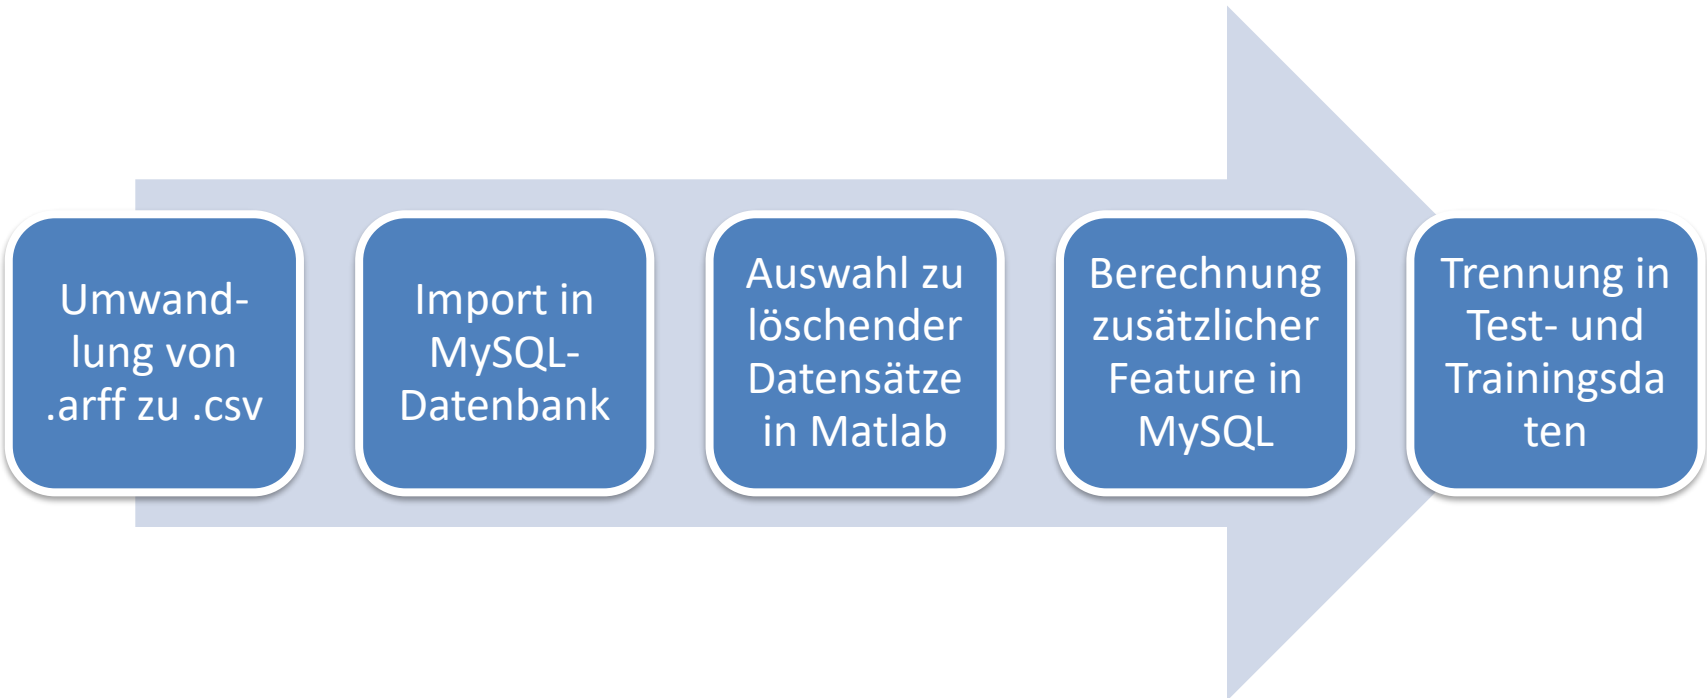 Umwand-
lung von
.arff zu .csv
Import in
MySQL-
Datenbank
Auswahl zu
löschender
Datensätze
in Matlab
Berechnung
zusätzlicher
Feature in
MySQL
Trennung in
Test- und
Trainingsda
ten